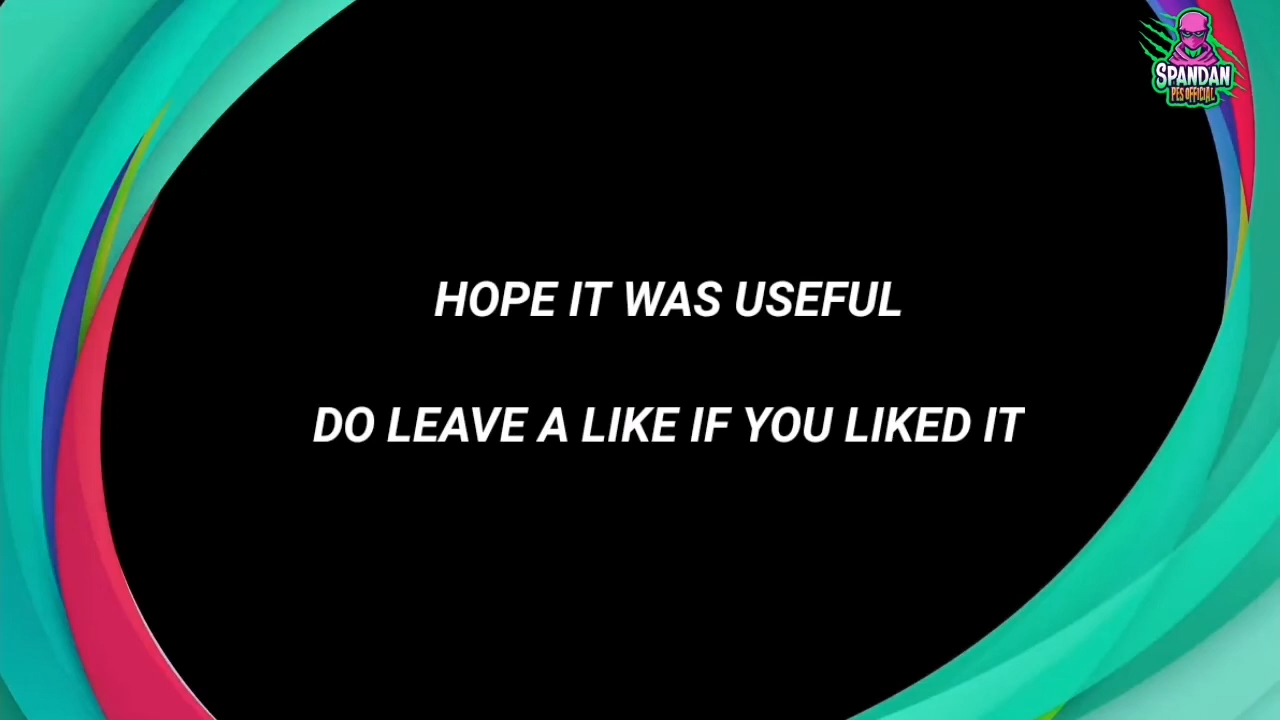 SPANDAN
PES OFFICIAL
HOPE IT WAS USEFUL
DO LEAVE A LIKE IF YOU LIKED IT